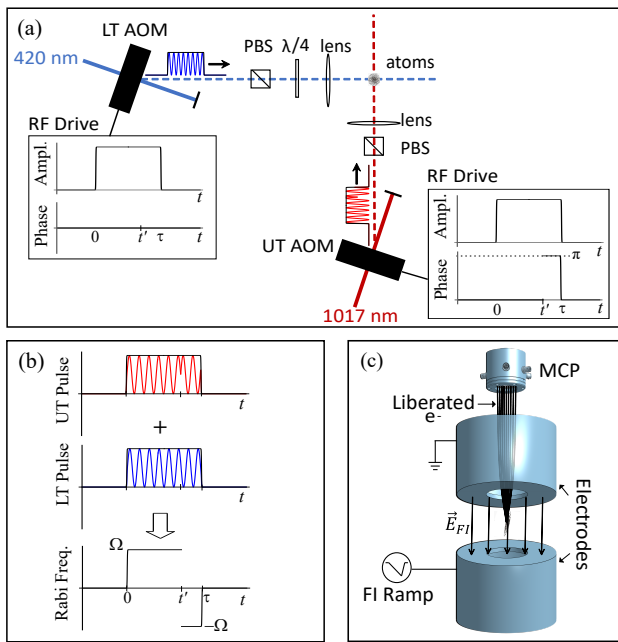 (a)
LT AOM
420 nm
PBS λ/4 lens
atoms
RF Drive
Ampl.
t
Phase
0 t' τ t
lens
PBS
UT AOM
1017 nm
RF Drive
Ampl.
t
π
Phase
0 t' τ t
(b)
UT Pulse
t
+
LT Pulse
t
Rabi Freq.
Ω
0 t' τ t
−Ω
(c)
MCP
Liberated
e-
Electrodes
E⃗FI
FI Ramp